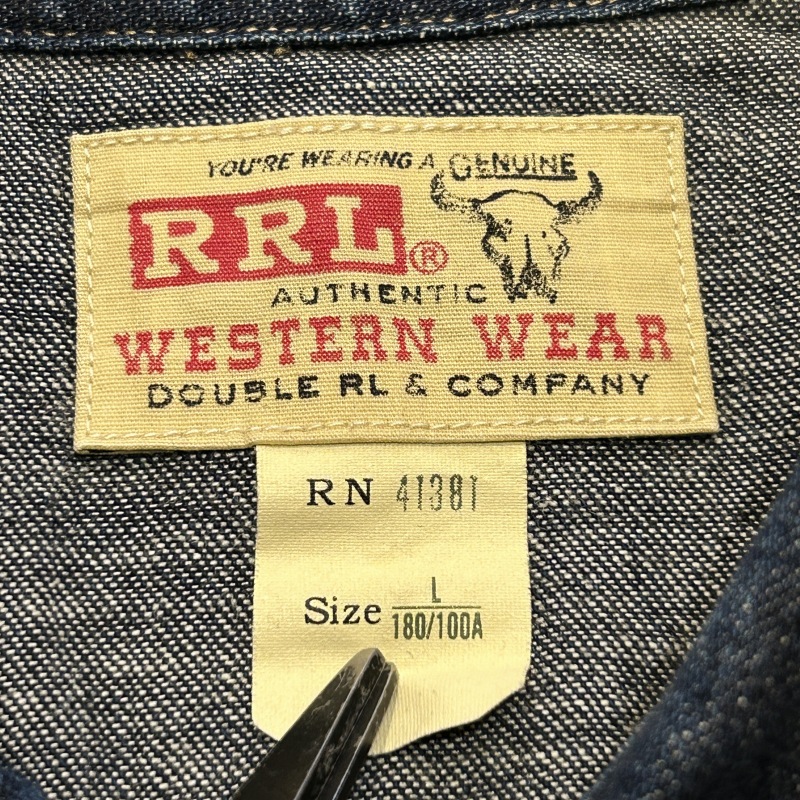 YOU'RE WEARING A GENUINE
RRL®
AUTHENTIC
WESTERN WEAR
DOUBLE RL & COMPANY
RN 41381
Size L
180/100A